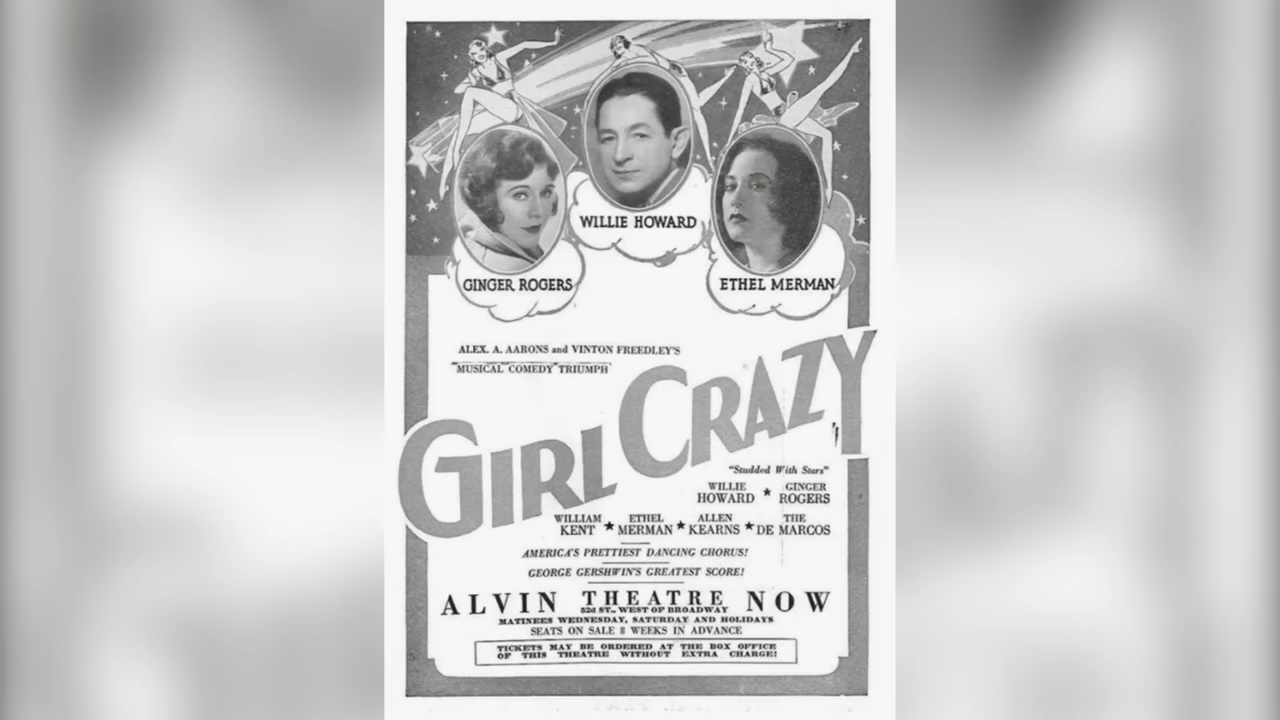 WILLIE HOWARD
GINGER ROGERS
ETHEL MERMAN
ALEX. A. AARONS and VINTON FREEDLEY'S
"MUSICAL COMEDY TRIUMPH"
GIRL CRAZY
"Studded With Stars"
WILLIE HOWARD ★ GINGER ROGERS
WILLIAM KENT ★ ETHEL MERMAN ★ ALLEN KEARNS ★ THE DE MARCOS
AMERICA'S PRETTIEST DANCING CHORUS!
GEORGE GERSHWIN'S GREATEST SCORE!
ALVIN THEATRE NOW
52d ST., WEST OF BROADWAY
MATINEES WEDNESDAY, SATURDAY AND HOLIDAYS
SEATS ON SALE 8 WEEKS IN ADVANCE
TICKETS MAY BE ORDERED AT THE BOX OFFICE
OF THIS THEATRE WITHOUT EXTRA CHARGE!